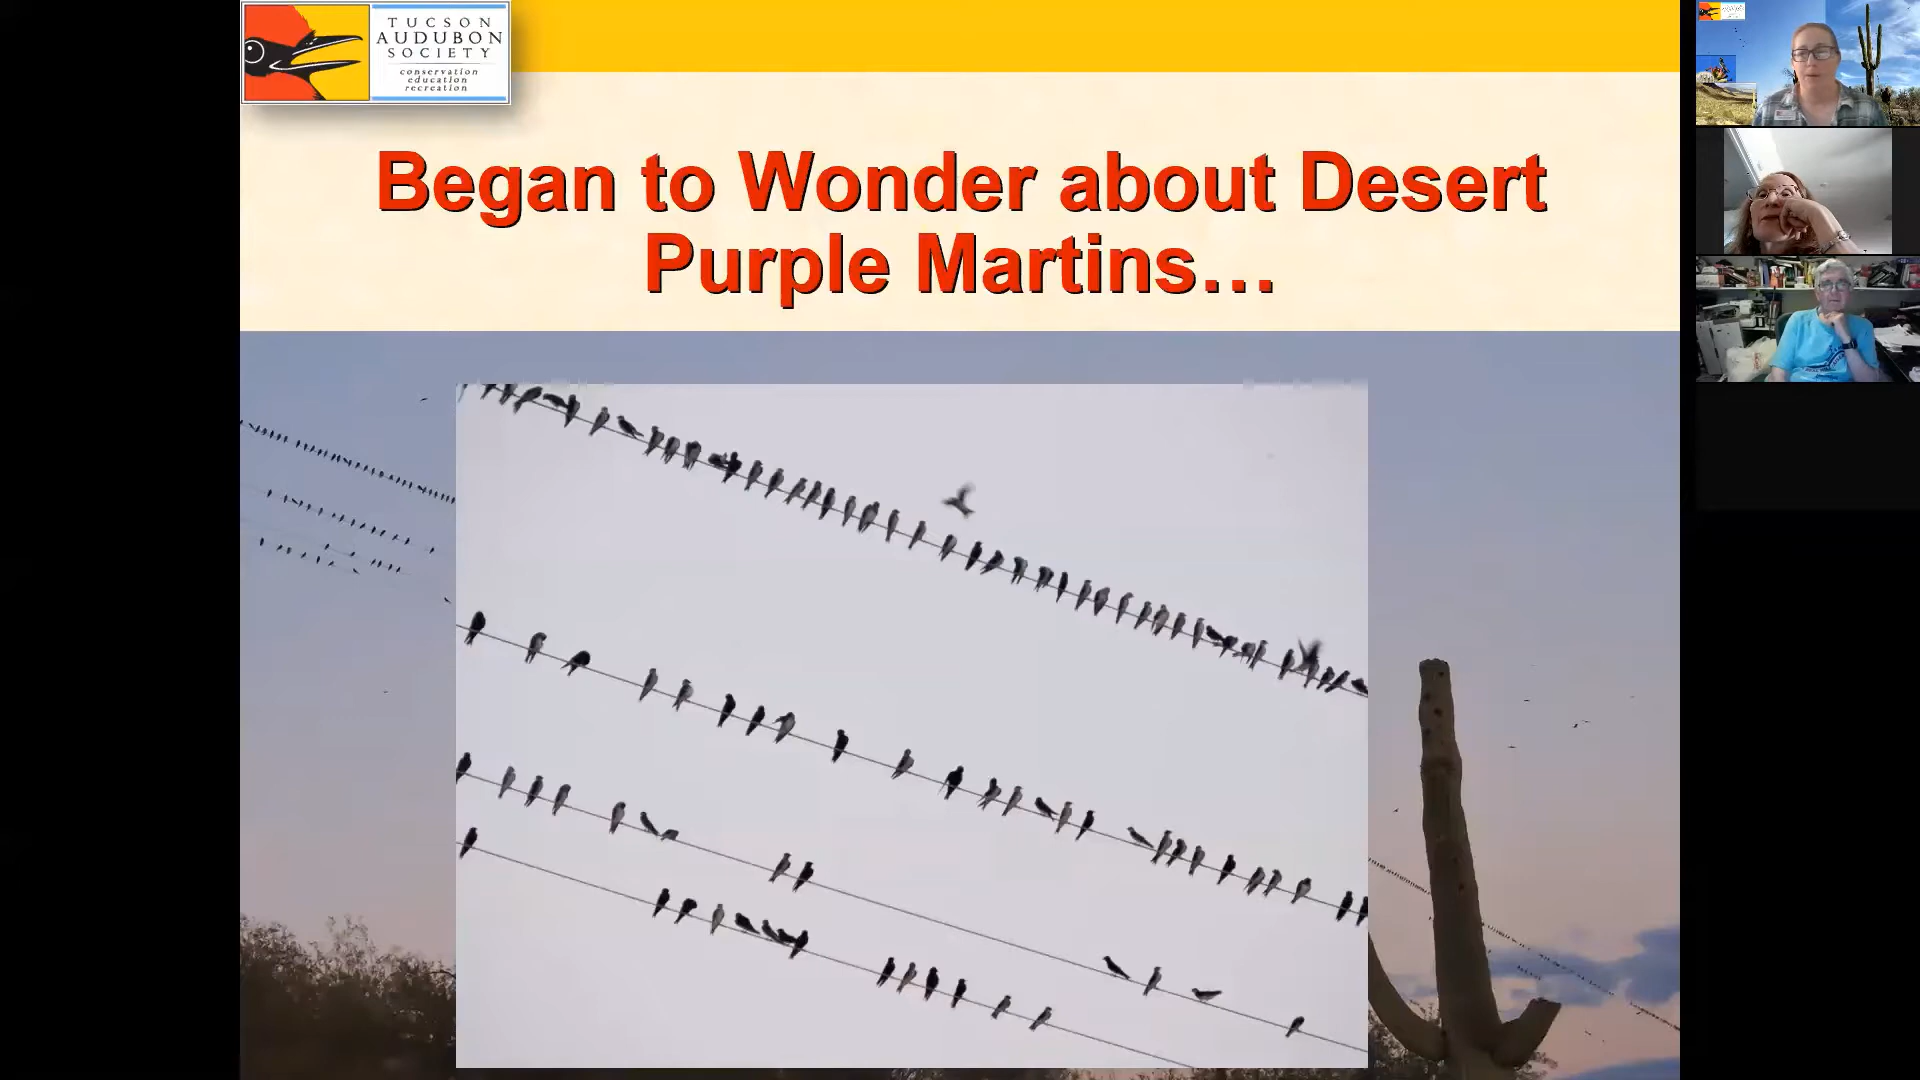 TUCSON
AUDUBON
SOCIETY
conservation
education
recreation
Began to Wonder about Desert
Purple Martins...